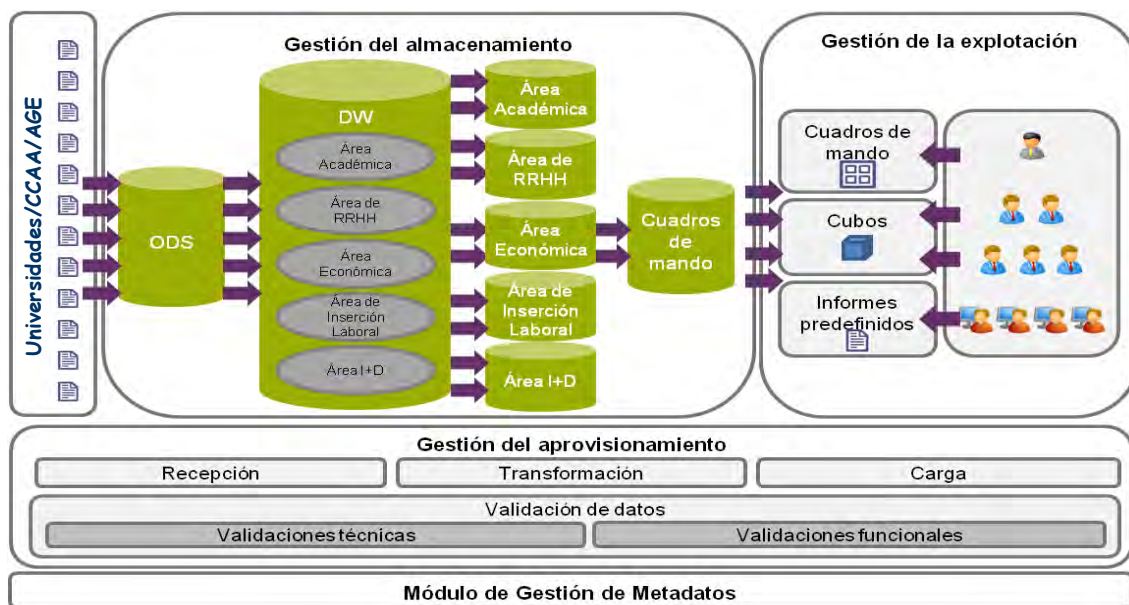 Universidades/CCAA/AGE
Gestión del almacenamiento
ODS
DW
Área
Académica
Área de
RRHH
Área
Económica
Área de
Inserción
Laboral
Área I+D
Área
Académica
Área de
RRHH
Área
Económica
Área de
Inserción
Laboral
Área I+D
Cuadros
de
mando
Gestión de la explotación
Cuadros de
mando
Cubos
Informes
predefinidos
Gestión del aprovisionamiento
Recepción
Transformación
Carga
Validación de datos
Validaciones técnicas
Validaciones funcionales
Módulo de Gestión de Metadatos